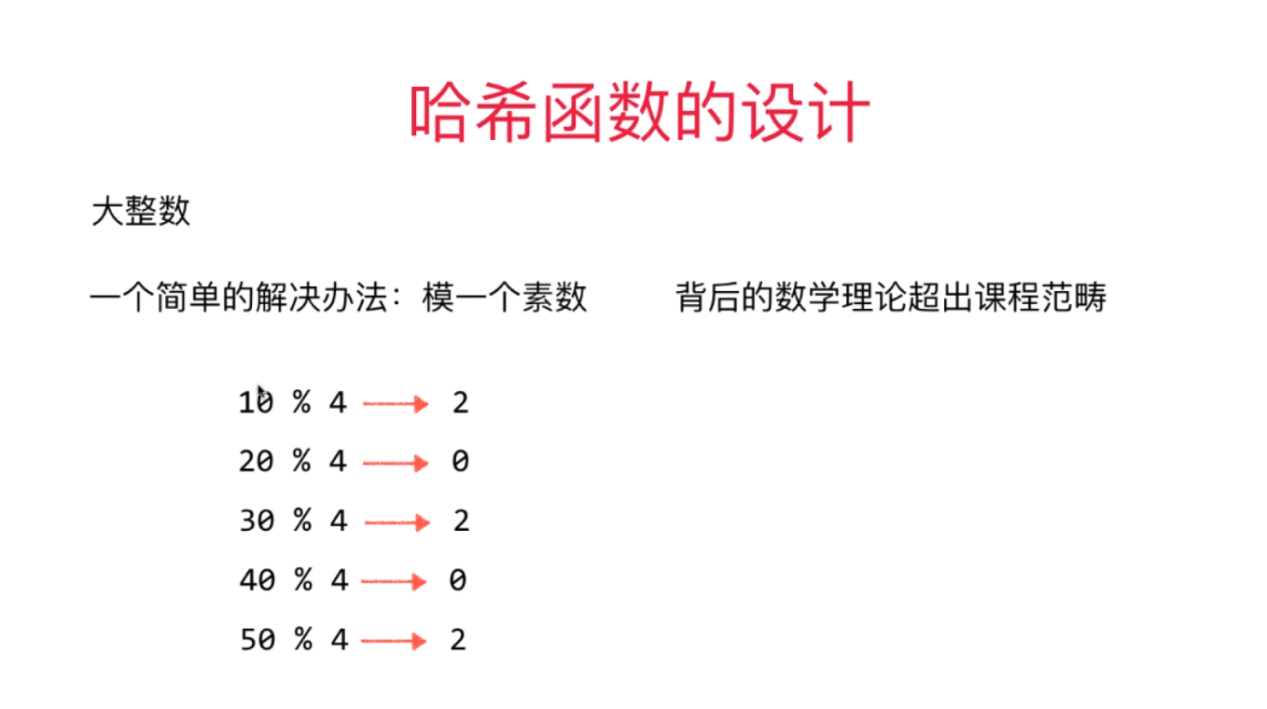 哈希函数的设计
大整数
一个简单的解决办法：模一个素数 背后的数学理论超出课程范畴
10 % 4 → 2
20 % 4 → 0
30 % 4 → 2
40 % 4 → 0
50 % 4 → 2